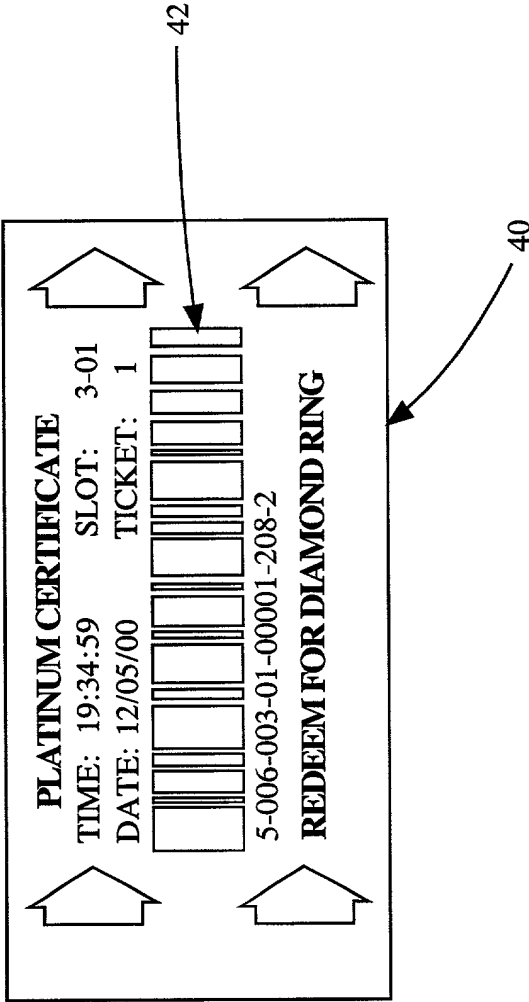 PLATINUM CERTIFICATE
TIME: 19:34:59 SLOT: 3-01
DATE: 12/05/00 TICKET: 1
5-006-003-01-00001-208-2
REDEEM FOR DIAMOND RING
42
40